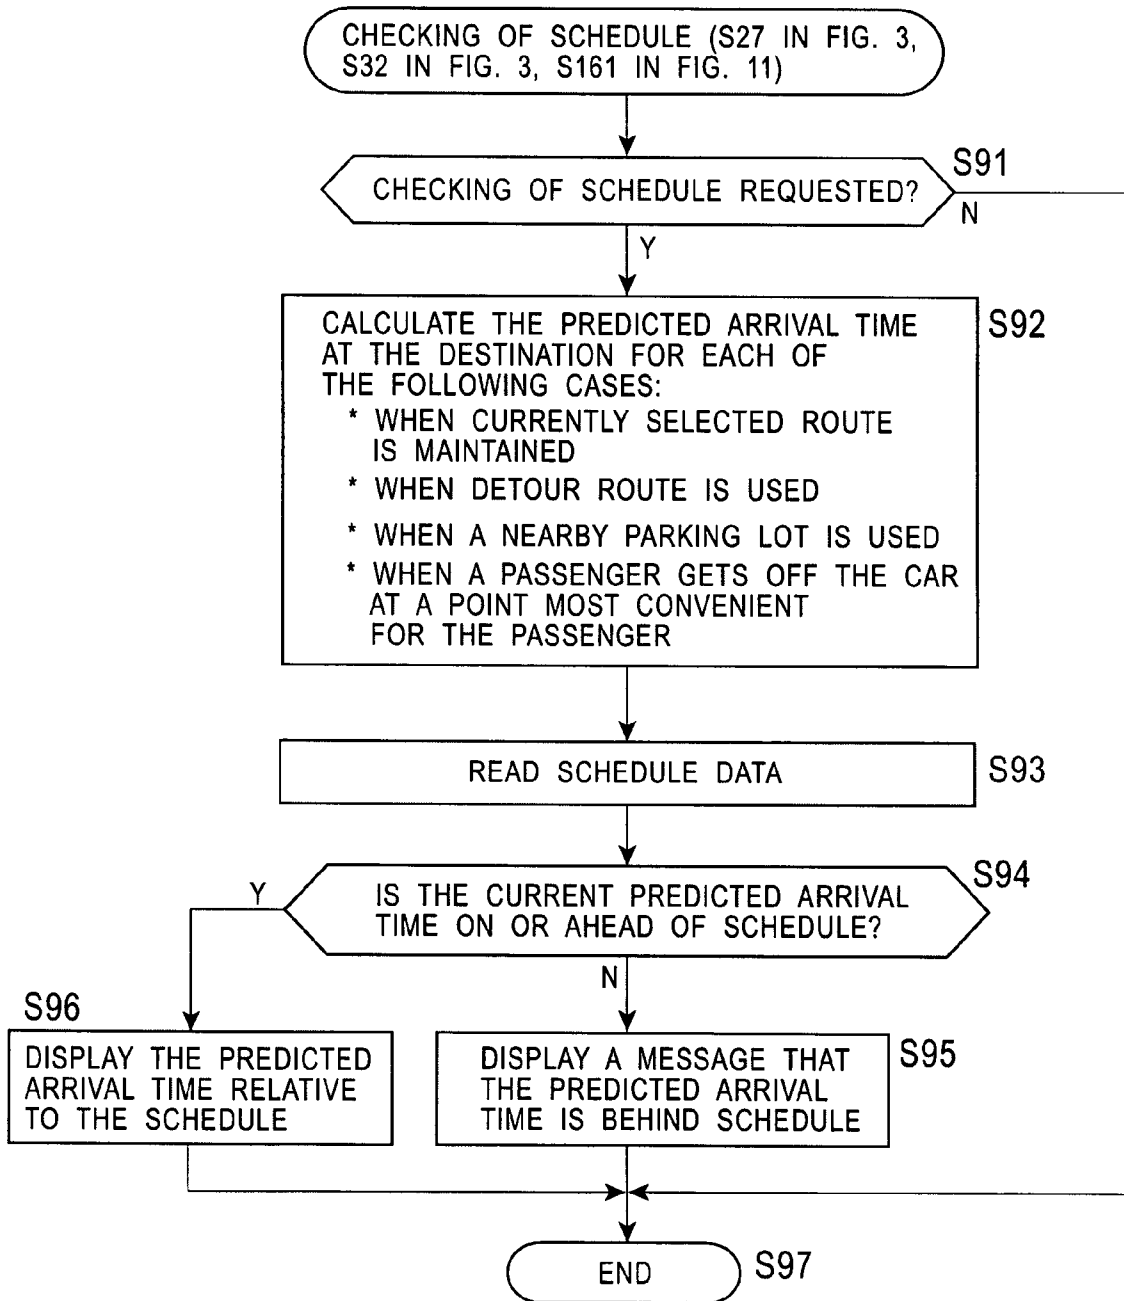 CHECKING OF SCHEDULE (S27 IN FIG. 3,
S32 IN FIG. 3, S161 IN FIG. 11)
S91
CHECKING OF SCHEDULE REQUESTED?
N
Y
S92
CALCULATE THE PREDICTED ARRIVAL TIME
AT THE DESTINATION FOR EACH OF
THE FOLLOWING CASES:
* WHEN CURRENTLY SELECTED ROUTE
IS MAINTAINED
* WHEN DETOUR ROUTE IS USED
* WHEN A NEARBY PARKING LOT IS USED
* WHEN A PASSENGER GETS OFF THE CAR
AT A POINT MOST CONVENIENT
FOR THE PASSENGER
READ SCHEDULE DATA
S93
S94
Y
IS THE CURRENT PREDICTED ARRIVAL
TIME ON OR AHEAD OF SCHEDULE?
N
S96
DISPLAY THE PREDICTED
ARRIVAL TIME RELATIVE
TO THE SCHEDULE
S95
DISPLAY A MESSAGE THAT
THE PREDICTED ARRIVAL
TIME IS BEHIND SCHEDULE
END
S97